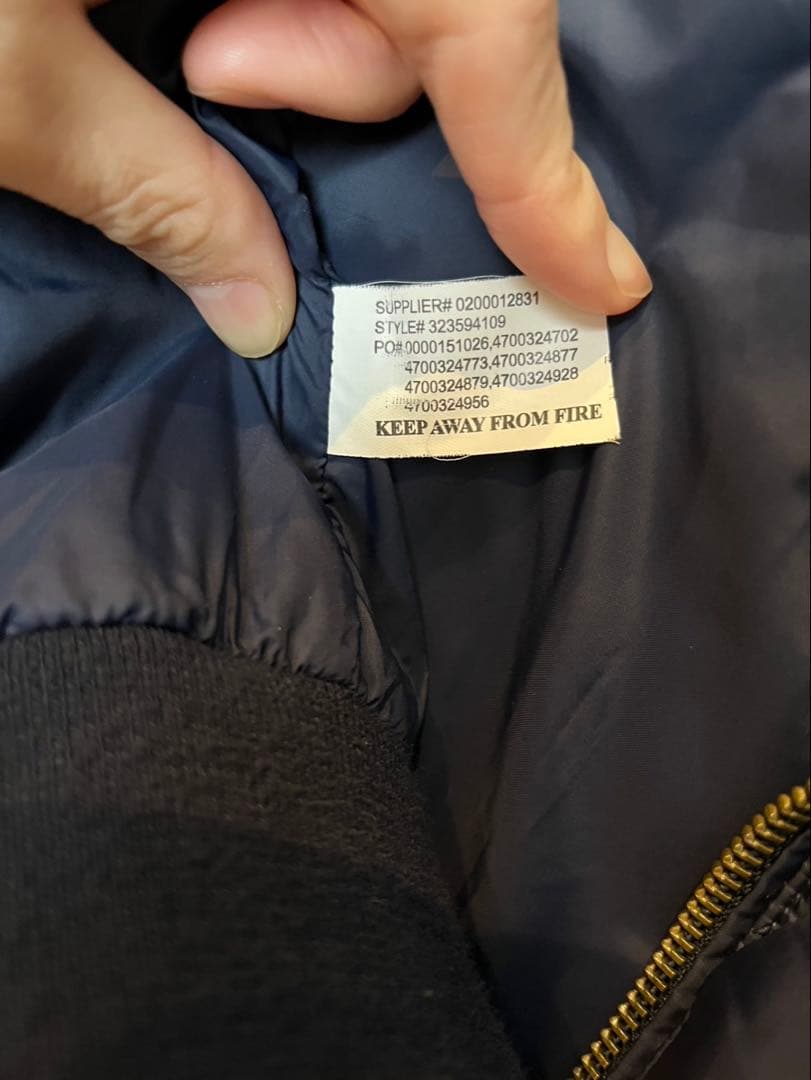 SUPPLIER# 0200012831
STYLE# 323594109
PO#0000151026,4700324702
4700324773,4700324877
4700324879,4700324928
4700324956
KEEP AWAY FROM FIRE